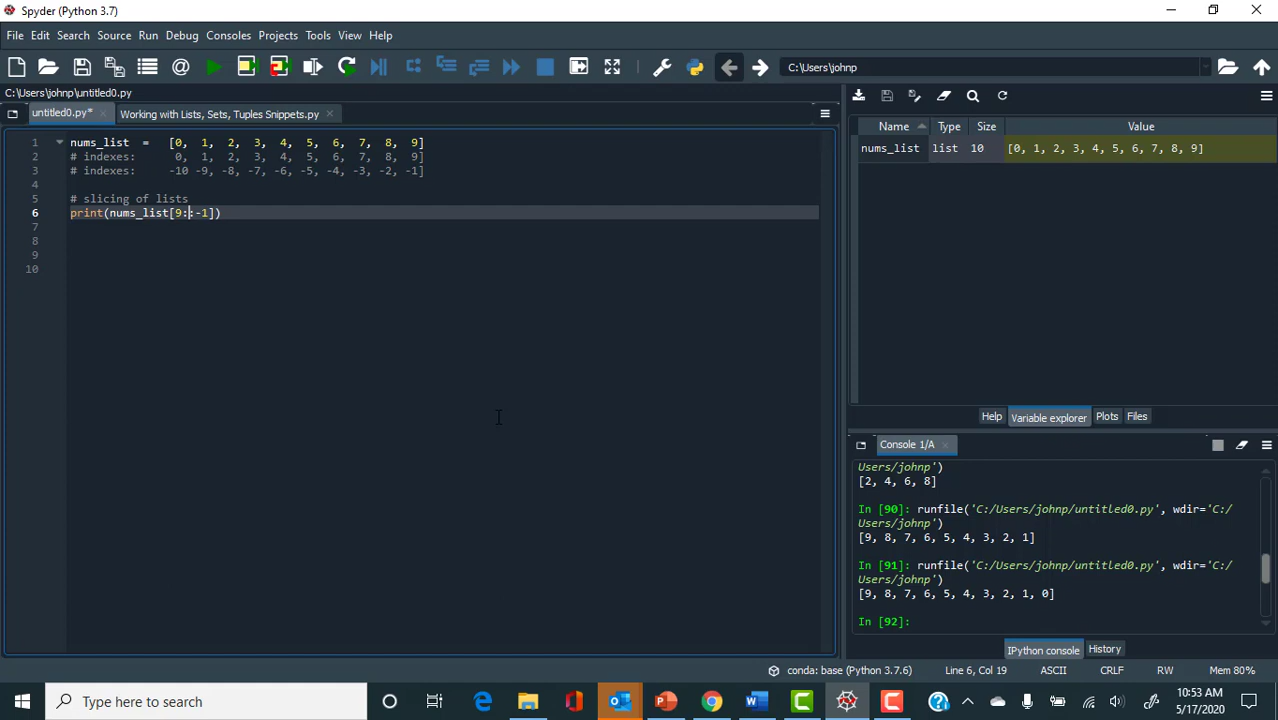 Spyder (Python 3.7)
File Edit Search Source Run Debug Consoles Projects Tools View Help
C:\Users\johnp
C:\Users\johnp\untitled0.py
untitled0.py* Working with Lists, Sets, Tuples Snippets.py
1 nums_list = [0, 1, 2, 3, 4, 5, 6, 7, 8, 9]
2 # indexes: 0, 1, 2, 3, 4, 5, 6, 7, 8, 9]
3 # indexes: -10 -9, -8, -7, -6, -5, -4, -3, -2, -1]
4
5 # slicing of lists
6 print(nums_list[9::-1])
7
8
9
10
Name Type Size Value
nums_list list 10 [0, 1, 2, 3, 4, 5, 6, 7, 8, 9]
Help Variable explorer Plots Files
Console 1/A
Users/johnp')
[2, 4, 6, 8]
In [90]: runfile('C:/Users/johnp/untitled0.py', wdir='C:/
Users/johnp')
[9, 8, 7, 6, 5, 4, 3, 2, 1]
In [91]: runfile('C:/Users/johnp/untitled0.py', wdir='C:/
Users/johnp')
[9, 8, 7, 6, 5, 4, 3, 2, 1, 0]
In [92]:
IPython console History
conda: base (Python 3.7.6) Line 6, Col 19 ASCII CRLF RW Mem 80%
Type here to search
10:53 AM
5/17/2020